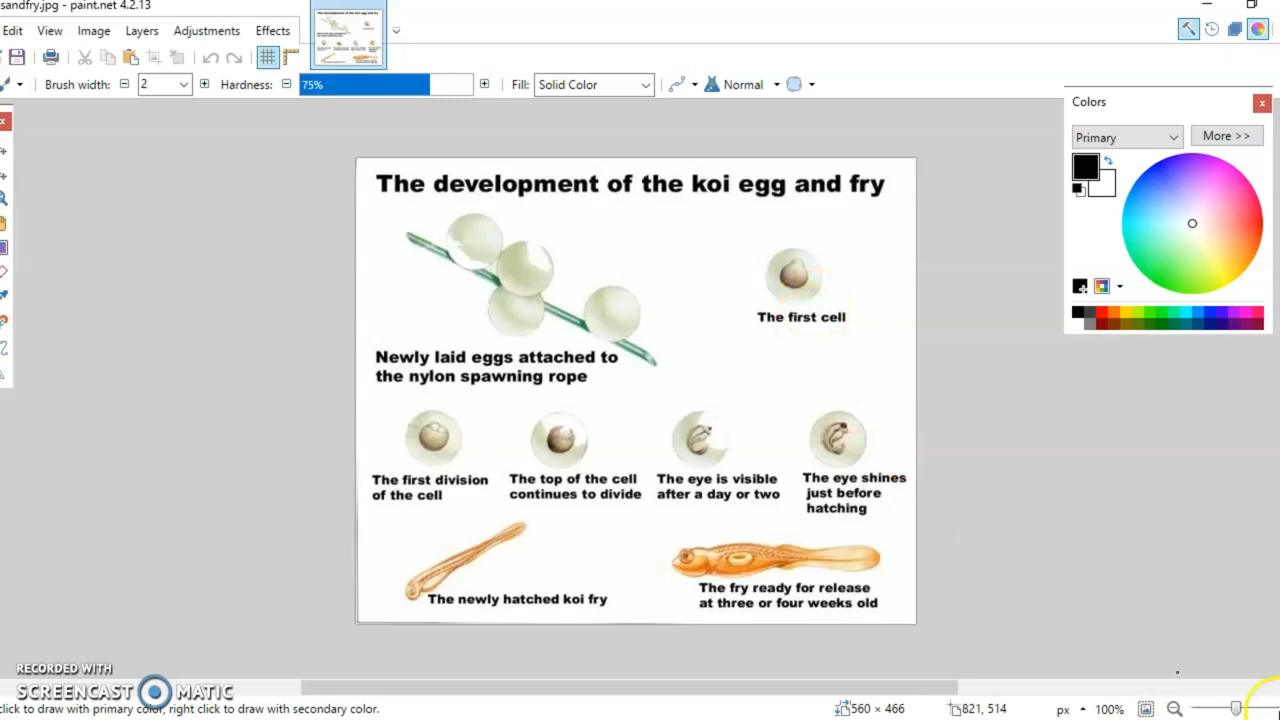 sandfry.jpg - paint.net 4.2.13
Edit View Image Layers Adjustments Effects
Brush width: 2 Hardness: 75% Fill: Solid Color Normal
Colors
Primary More >>
The development of the koi egg and fry
The first cell
Newly laid eggs attached to
the nylon spawning rope
The first division
of the cell
The top of the cell
continues to divide
The eye is visible
after a day or two
The eye shines
just before
hatching
The newly hatched koi fry
The fry ready for release
at three or four weeks old
RECORDED WITH
SCREENCAST MATIC
click to draw with primary color, right click to draw with secondary color. 560 × 466 821, 514 px 100%